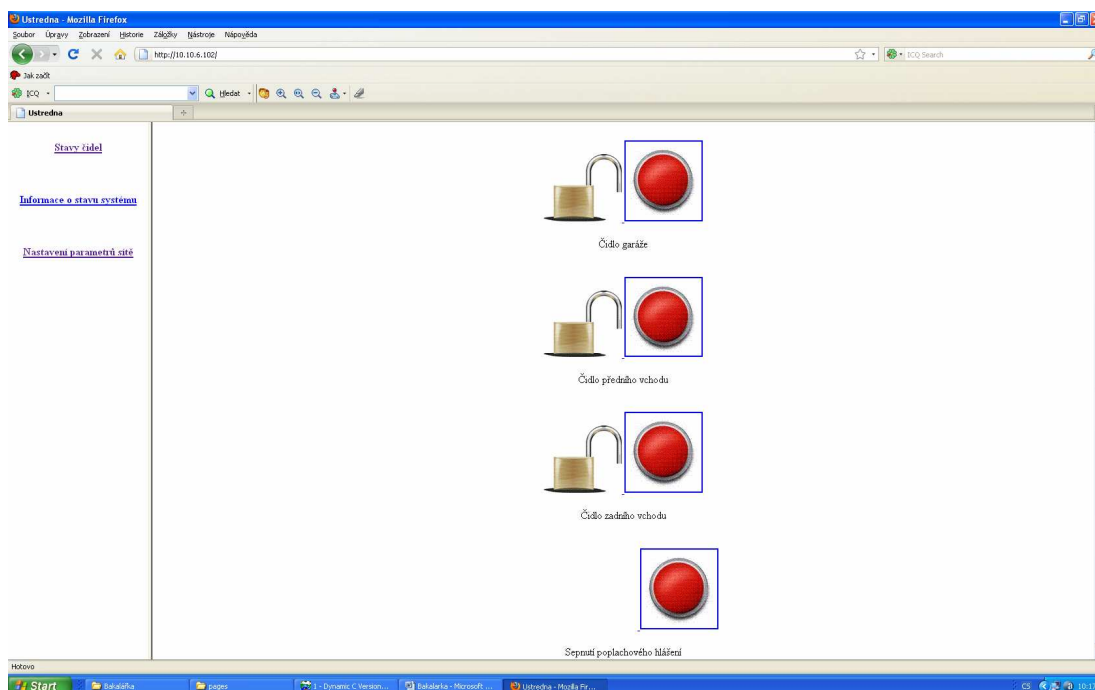 Ustredna - Mozilla Firefox
Soubor Úpravy Zobrazení Historie Záložky Nástroje Nápověda
http://10.10.6.102/
ICQ Search
Jak začít
ICQ
Hledat
Ustredna
Stavy čidel
Informace o stavu systému
Nastavení parametrů sítě
Čidlo garáže
Čidlo předního vchodu
Čidlo zadního vchodu
Sepnutí poplachového hlášení
Hotovo
Start
Bakalářka
pages
1 - Dynamic C Version...
Bakalarka - Microsoft ...
Ustredna - Mozilla Fir...
CS